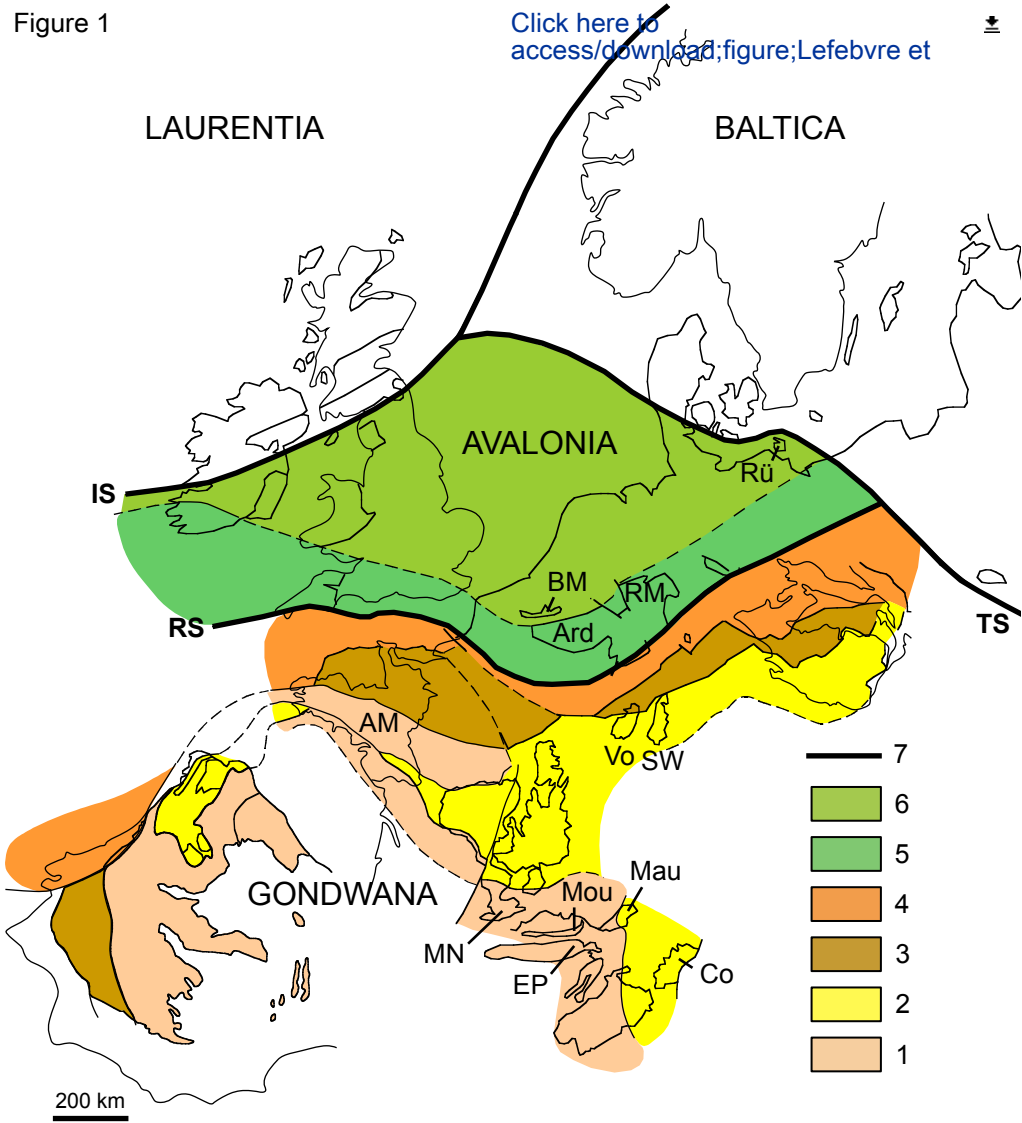 Figure 1
Click here to
access/download;figure;Lefebvre et
LAURENTIA
BALTICA
AVALONIA
Rü
IS
BM
RM
RS
Ard
TS
AM
Vo
SW
7
6
5
4
3
2
1
GONDWANA
Mou
Mau
MN
EP
Co
200 km